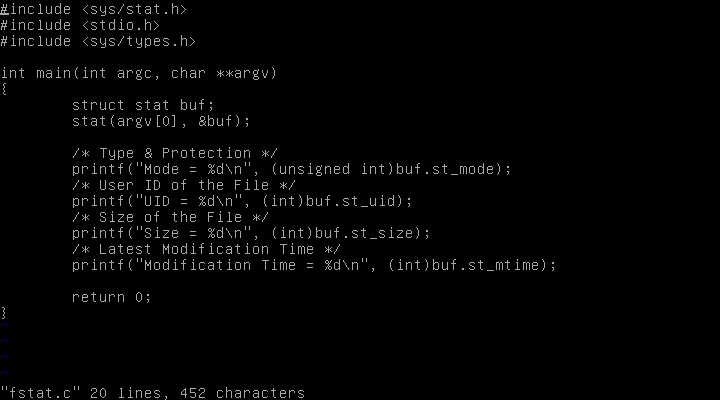 #include <sys/stat.h>
#include <stdio.h>
#include <sys/types.h>

int main(int argc, char **argv)
{
        struct stat buf;
        stat(argv[0], &buf);

        /* Type & Protection */
        printf("Mode = %d\n", (unsigned int)buf.st_mode);
        /* User ID of the File */
        printf("UID = %d\n", (int)buf.st_uid);
        /* Size of the File */
        printf("Size = %d\n", (int)buf.st_size);
        /* Latest Modification Time */
        printf("Modification Time = %d\n", (int)buf.st_mtime);

        return 0;
}
~
~
~
~
"fstat.c" 20 lines, 452 characters